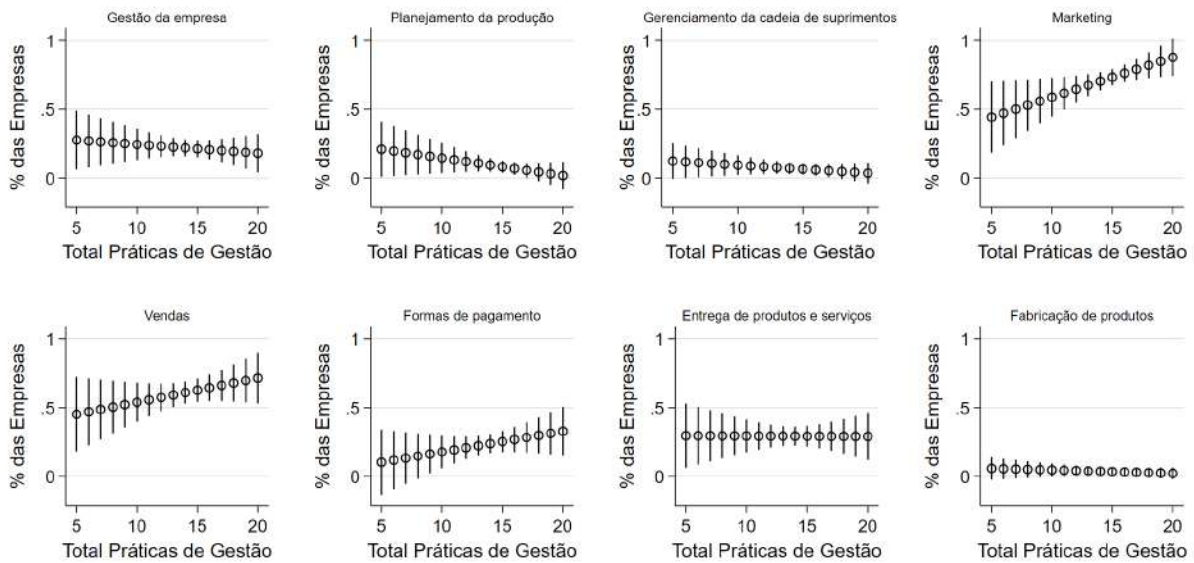 Gestão da empresa
% das Empresas
1
.5
0
5 10 15 20
Total Práticas de Gestão
Planejamento da produção
% das Empresas
1
.5
0
5 10 15 20
Total Práticas de Gestão
Gerenciamento da cadeia de suprimentos
% das Empresas
1
.5
0
5 10 15 20
Total Práticas de Gestão
Marketing
% das Empresas
1
.5
0
5 10 15 20
Total Práticas de Gestão
Vendas
% das Empresas
1
.5
0
5 10 15 20
Total Práticas de Gestão
Formas de pagamento
% das Empresas
1
.5
0
5 10 15 20
Total Práticas de Gestão
Entrega de produtos e serviços
% das Empresas
1
.5
0
5 10 15 20
Total Práticas de Gestão
Fabricação de produtos
% das Empresas
1
.5
0
5 10 15 20
Total Práticas de Gestão